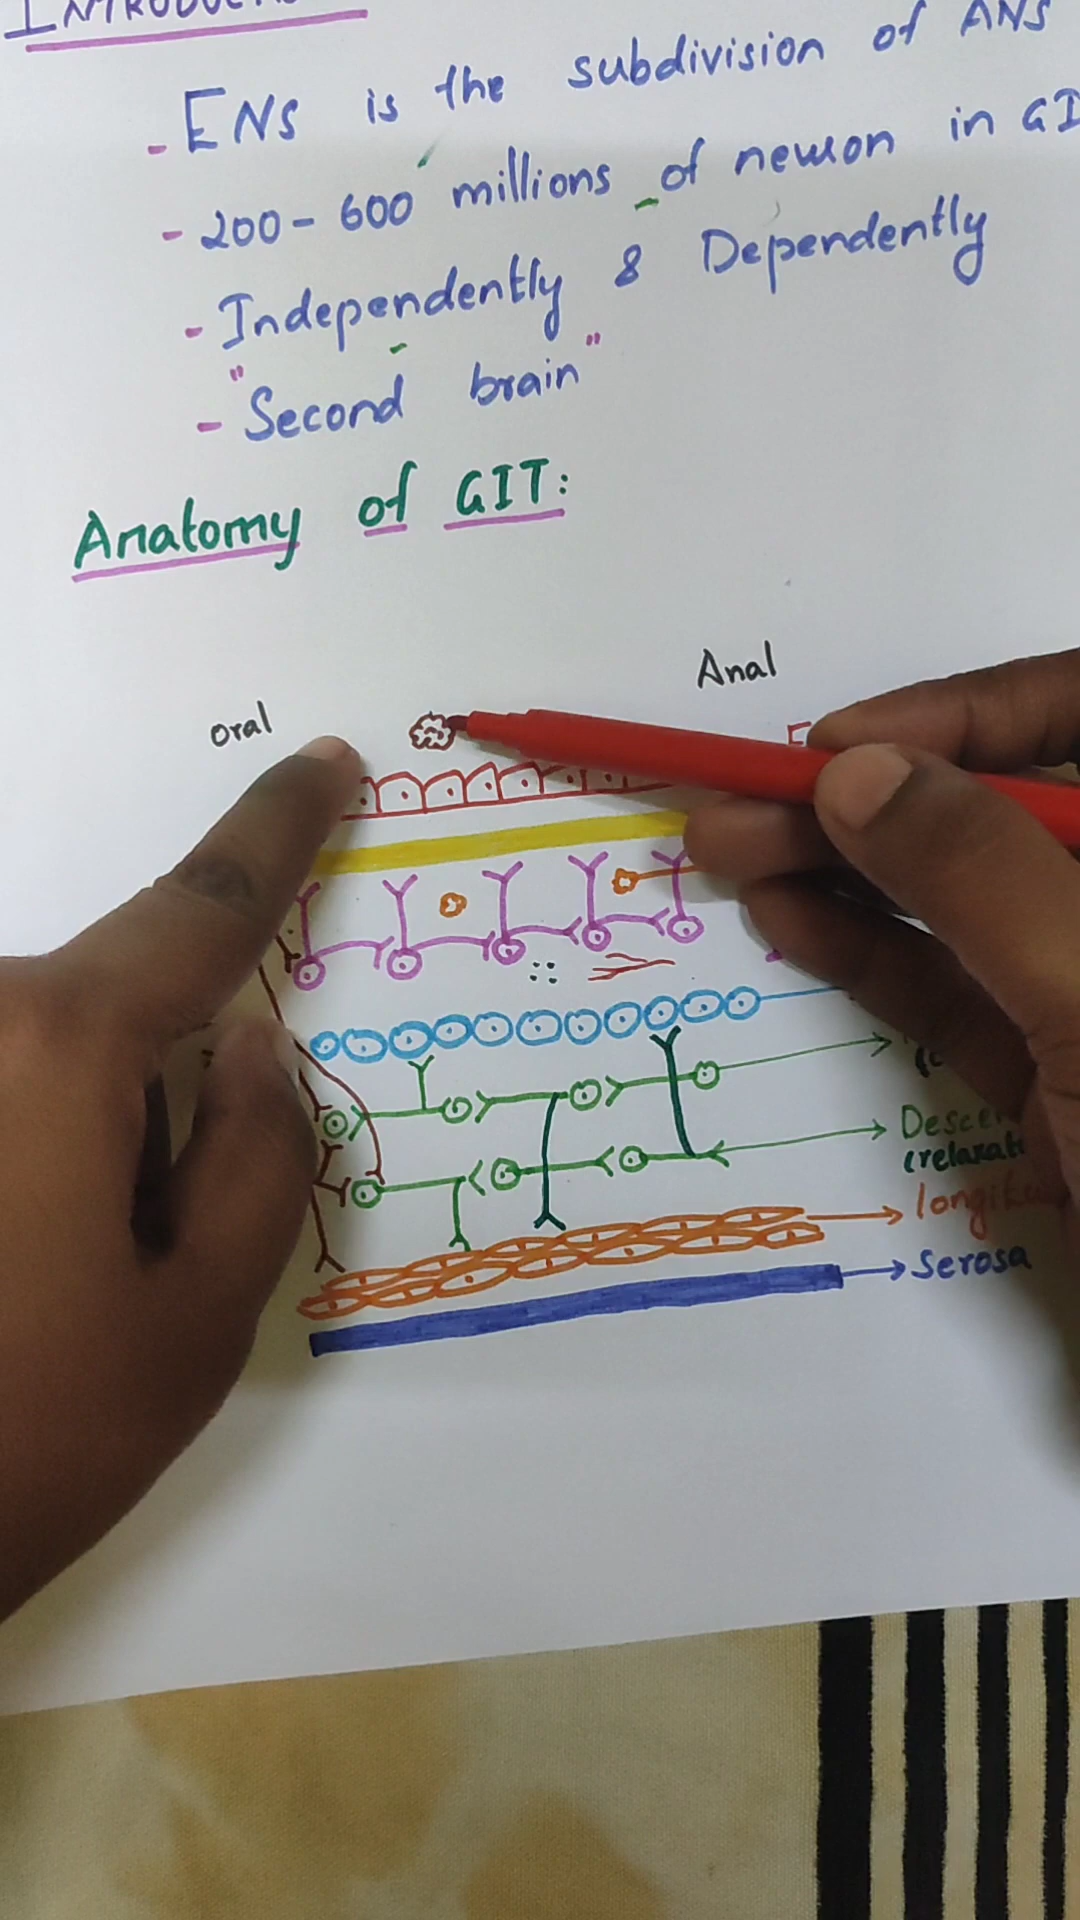 - ENS is the subdivision of ANS
- 200-600 millions of neuron in GI
- Independently & Dependently
- "Second brain"
Anatomy of GIT:
Anal
oral
(relaxat
Serosa